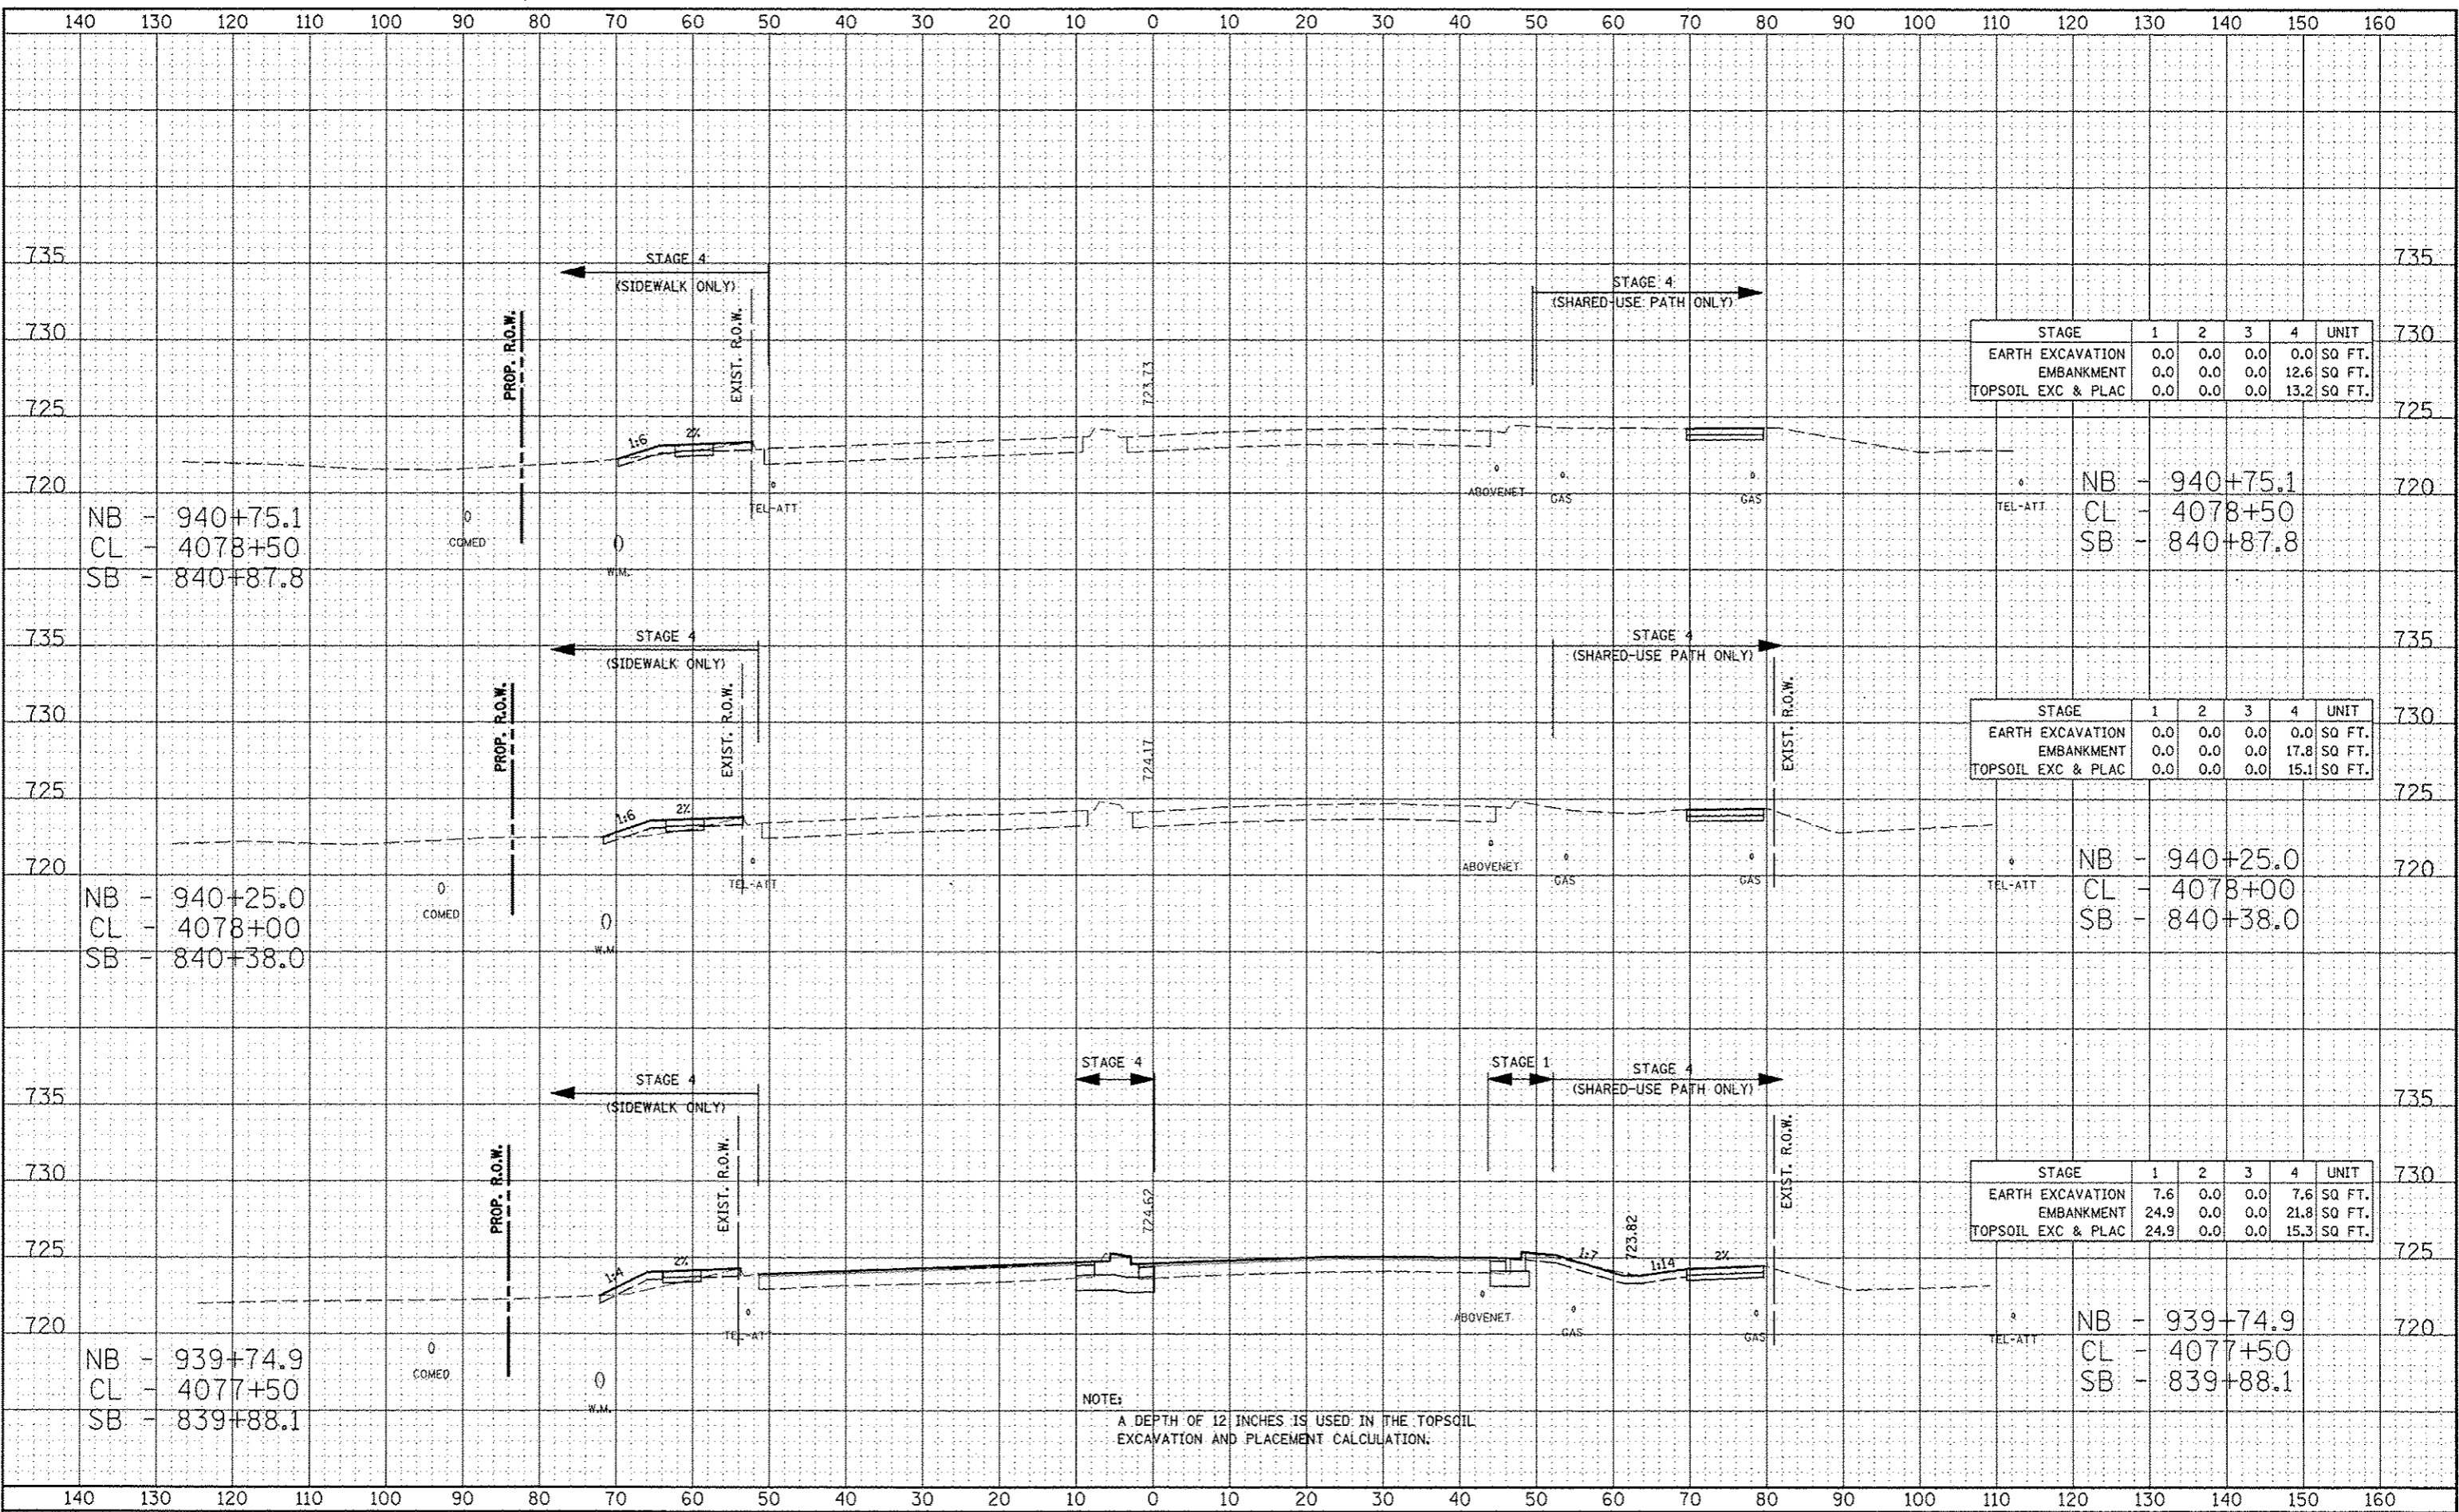 140 130 120 110 100 90 80 70 60 50 40 30 20 10 0 10 20 30 40 50 60 70 80 90 100 110 120 130 140 150 160
735 735
STAGE 4
(SIDEWALK ONLY)
STAGE 4
(SHARED-USE PATH ONLY)
730 730
PROP. R.O.W.
EXIST. R.O.W.
723.73
STAGE 1 2 3 4 UNIT
EARTH EXCAVATION 0.0 0.0 0.0 0.0 SQ FT.
EMBANKMENT 0.0 0.0 0.0 12.6 SQ FT.
TOPSOIL EXC & PLAC 0.0 0.0 0.0 13.2 SQ FT.
725 725
1:6 2%
720 720
COMED
W.M.
TEL-ATT
ABOVENET
GAS
GAS
TEL-ATT
NB - 940+75.1
CL - 4078+50
SB - 840+87.8
NB - 940+75.1
CL - 4078+50
SB - 840+87.8
735 735
STAGE 4
(SIDEWALK ONLY)
STAGE 4
(SHARED-USE PATH ONLY)
730 730
PROP. R.O.W.
EXIST. R.O.W.
724.17
EXIST. R.O.W.
STAGE 1 2 3 4 UNIT
EARTH EXCAVATION 0.0 0.0 0.0 0.0 SQ FT.
EMBANKMENT 0.0 0.0 0.0 17.8 SQ FT.
TOPSOIL EXC & PLAC 0.0 0.0 0.0 15.1 SQ FT.
725 725
1:6 2%
720 720
COMED
W.M
TEL-ATT
ABOVENET
GAS
GAS
TEL-ATT
NB - 940+25.0
CL - 4078+00
SB - 840+38.0
NB - 940+25.0
CL - 4078+00
SB - 840+38.0
735 735
STAGE 4
(SIDEWALK ONLY)
STAGE 4
STAGE 1
STAGE 4
(SHARED-USE PATH ONLY)
730 730
PROP. R.O.W.
EXIST. R.O.W.
724.62
723.82
EXIST. R.O.W.
STAGE 1 2 3 4 UNIT
EARTH EXCAVATION 7.6 0.0 0.0 7.6 SQ FT.
EMBANKMENT 24.9 0.0 0.0 21.8 SQ FT.
TOPSOIL EXC & PLAC 24.9 0.0 0.0 15.3 SQ FT.
725 725
1:4 2% 1:7 1:14 2%
720 720
COMED
W.M.
TEL-AT
ABOVENET
GAS
GAS
TEL-ATT
NB - 939+74.9
CL - 4077+50
SB - 839+88.1
NB - 939+74.9
CL - 4077+50
SB - 839+88.1
NOTE:
A DEPTH OF 12 INCHES IS USED IN THE TOPSOIL
EXCAVATION AND PLACEMENT CALCULATION.
140 130 120 110 100 90 80 70 60 50 40 30 20 10 0 10 20 30 40 50 60 70 80 90 100 110 120 130 140 150 160